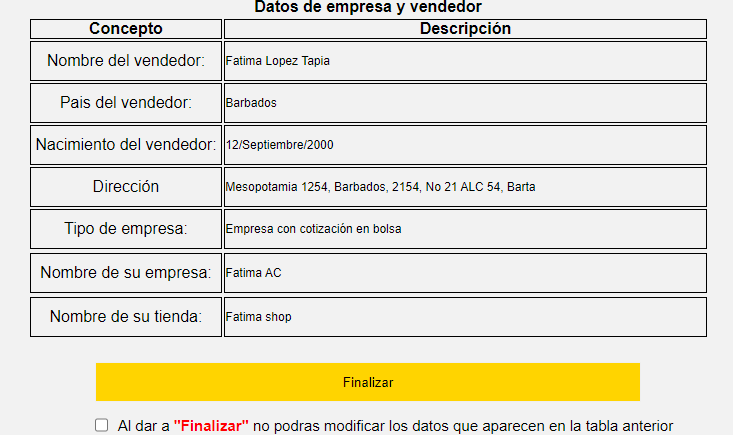 Datos de empresa y vendedor
Concepto Descripción
Nombre del vendedor: Fatima Lopez Tapia
Pais del vendedor: Barbados
Nacimiento del vendedor: 12/Septiembre/2000
Dirección Mesopotamia 1254, Barbados, 2154, No 21 ALC 54, Barta
Tipo de empresa: Empresa con cotización en bolsa
Nombre de su empresa: Fatima AC
Nombre de su tienda: Fatima shop
Finalizar
Al dar a "Finalizar" no podras modificar los datos que aparecen en la tabla anterior